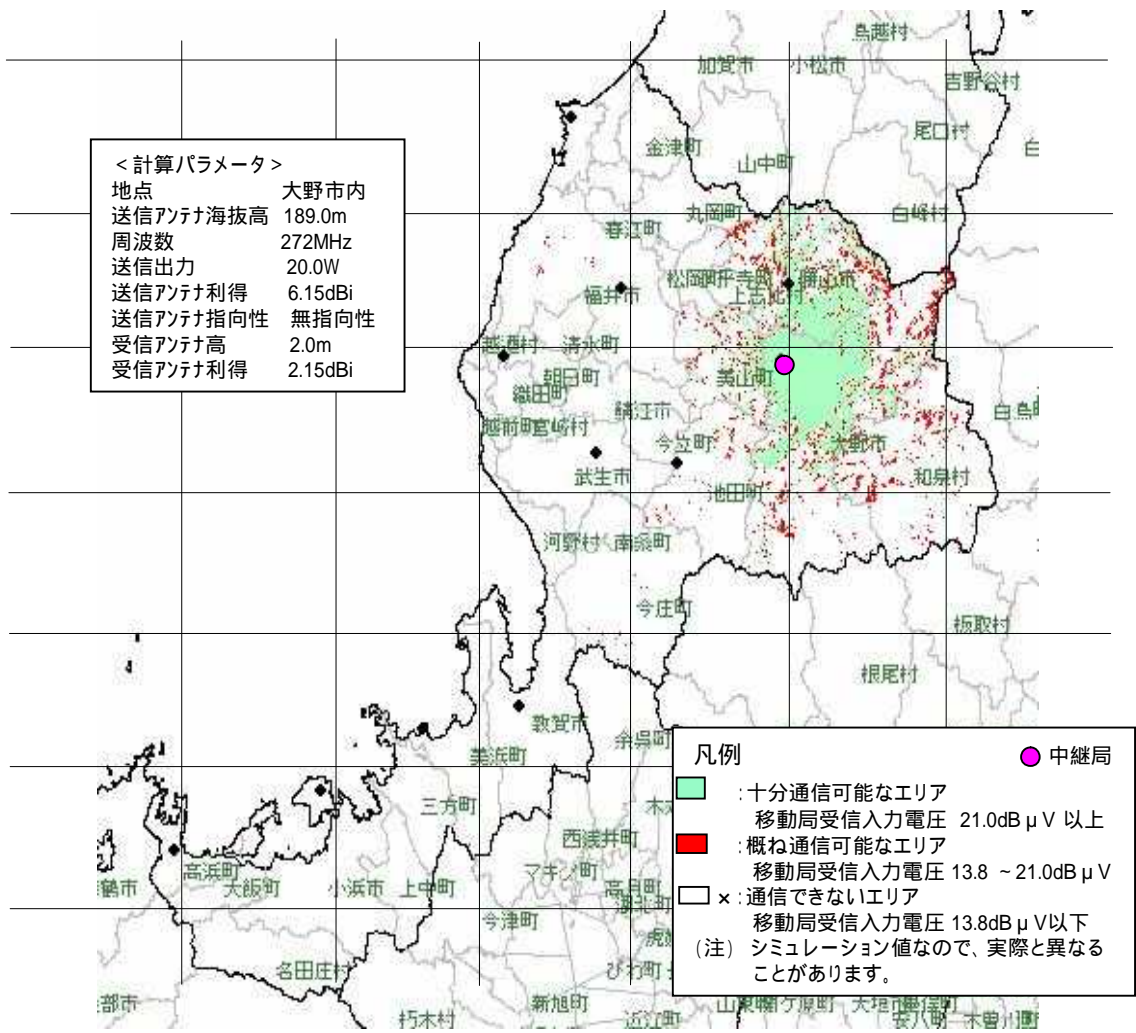 鳥越村
加賀市
小松市
吉野谷村
尾口村
金津町
山中町
<計算パラメータ>
地点 大野市内
送信アンテナ海抜高 189.0m
周波数 272MHz
送信出力 20.0W
送信アンテナ利得 6.15dBi
送信アンテナ指向性 無指向性
受信アンテナ高 2.0m
受信アンテナ利得 2.15dBi
丸岡町
白峰村
春江町
松岡町
上志比村
勝山市
福井市
越廼村
清水町
朝日町
美山町
織田町
鯖江市
越前町
宮崎村
今立町
大野市
武生市
池田町
和泉村
河野村
南条町
今庄町
板取村
根尾村
敦賀市
余呉町
美浜町
三方町
西浅井町
高浜町
大飯町
小浜市
上中町
マキノ町
高月町
湖北町
今津町
名田庄村
びわ町
新旭町
朽木村
近江町
凡例
中継局
:十分通信可能なエリア
移動局受信入力電圧 21.0dBμV 以上
:概ね通信可能なエリア
移動局受信入力電圧 13.8 ~21.0dBμV
×:通信できないエリア
移動局受信入力電圧 13.8dBμV以下
(注) シミュレーション値なので、実際と異なる
ことがあります。